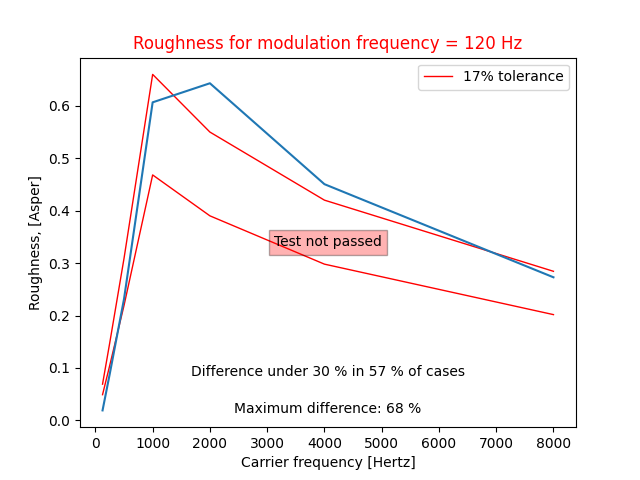 Roughness for modulation frequency = 120 Hz
17% tolerance
Roughness, [Asper]
0.6
0.5
0.4
0.3
0.2
0.1
0.0
Test not passed
Difference under 30 % in 57 % of cases
Maximum difference: 68 %
0 1000 2000 3000 4000 5000 6000 7000 8000
Carrier frequency [Hertz]